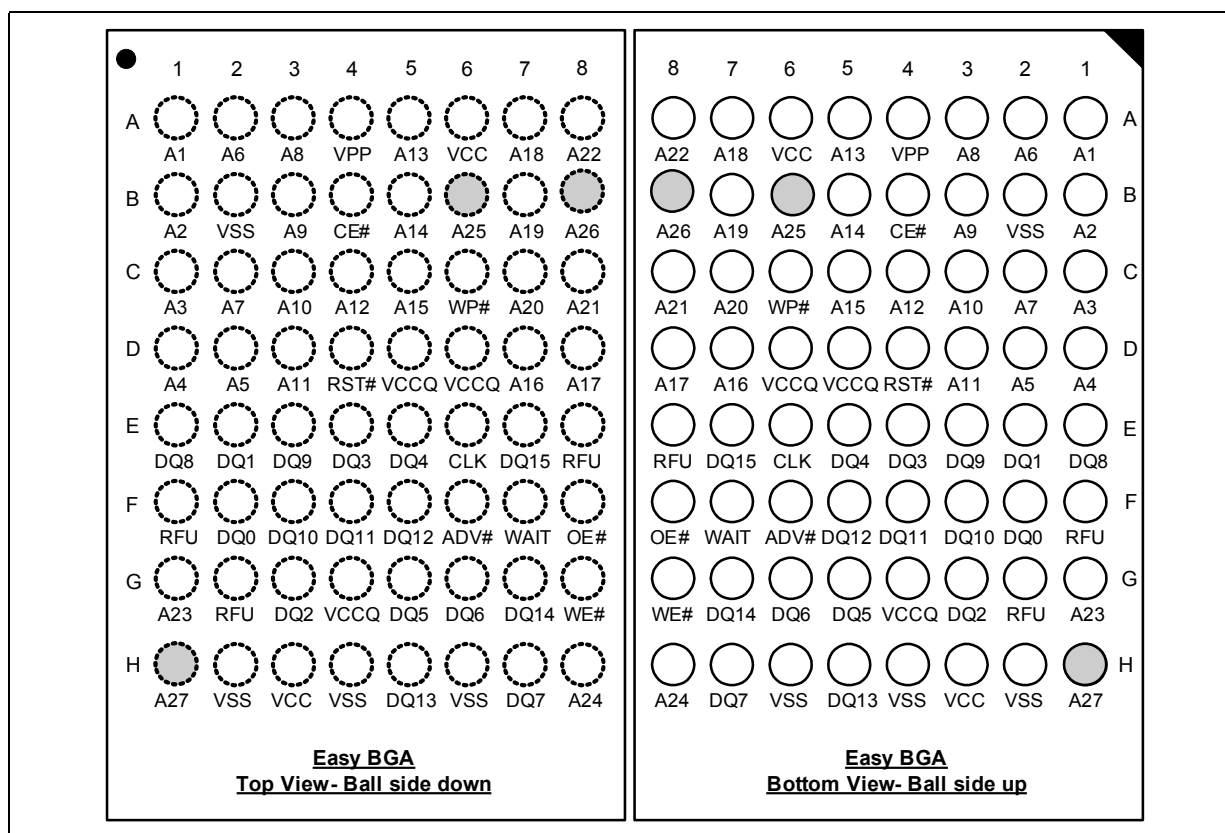 1 2 3 4 5 6 7 8
A
A1 A6 A8 VPP A13 VCC A18 A22
B
A2 VSS A9 CE# A14 A25 A19 A26
C
A3 A7 A10 A12 A15 WP# A20 A21
D
A4 A5 A11 RST# VCCQ VCCQ A16 A17
E
DQ8 DQ1 DQ9 DQ3 DQ4 CLK DQ15 RFU
F
RFU DQ0 DQ10 DQ11 DQ12 ADV# WAIT OE#
G
A23 RFU DQ2 VCCQ DQ5 DQ6 DQ14 WE#
H
A27 VSS VCC VSS DQ13 VSS DQ7 A24
Easy BGA
Top View- Ball side down
8 7 6 5 4 3 2 1
A
A22 A18 VCC A13 VPP A8 A6 A1
B
A26 A19 A25 A14 CE# A9 VSS A2
C
A21 A20 WP# A15 A12 A10 A7 A3
D
A17 A16 VCCQ VCCQ RST# A11 A5 A4
E
RFU DQ15 CLK DQ4 DQ3 DQ9 DQ1 DQ8
F
OE# WAIT ADV# DQ12 DQ11 DQ10 DQ0 RFU
G
WE# DQ14 DQ6 DQ5 VCCQ DQ2 RFU A23
H
A24 DQ7 VSS DQ13 VSS VCC VSS A27
Easy BGA
Bottom View- Ball side up